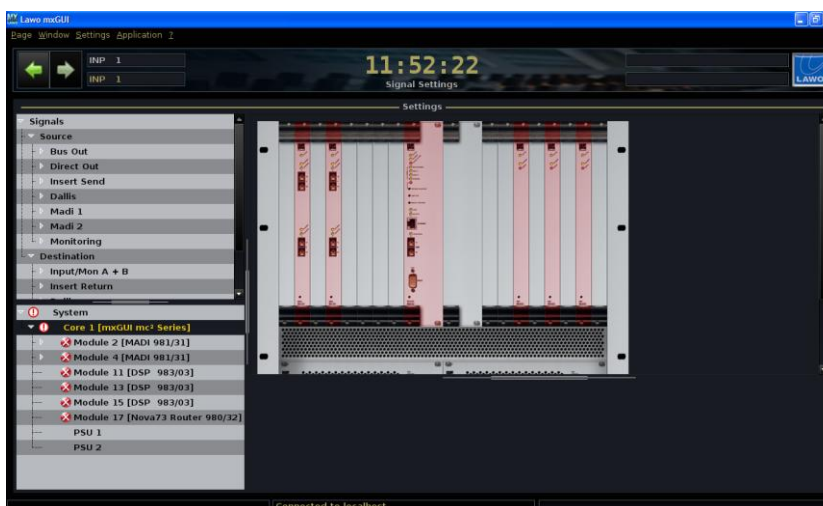 Lawo mxGUI
Page Window Settings Application ?
INP 1
INP 1
11:52:22
Signal Settings
LAWO
Settings
Signals
Source
Bus Out
Direct Out
Insert Send
Dallis
Madi 1
Madi 2
Monitoring
Destination
Input/Mon A + B
Insert Return
System
Core 1 [mxGUI mc² Series]
Module 2 [MADI 981/31]
Module 4 [MADI 981/31]
Module 11 [DSP 983/03]
Module 13 [DSP 983/03]
Module 15 [DSP 983/03]
Module 17 [Nova73 Router 980/32]
PSU 1
PSU 2
Connected to localhost